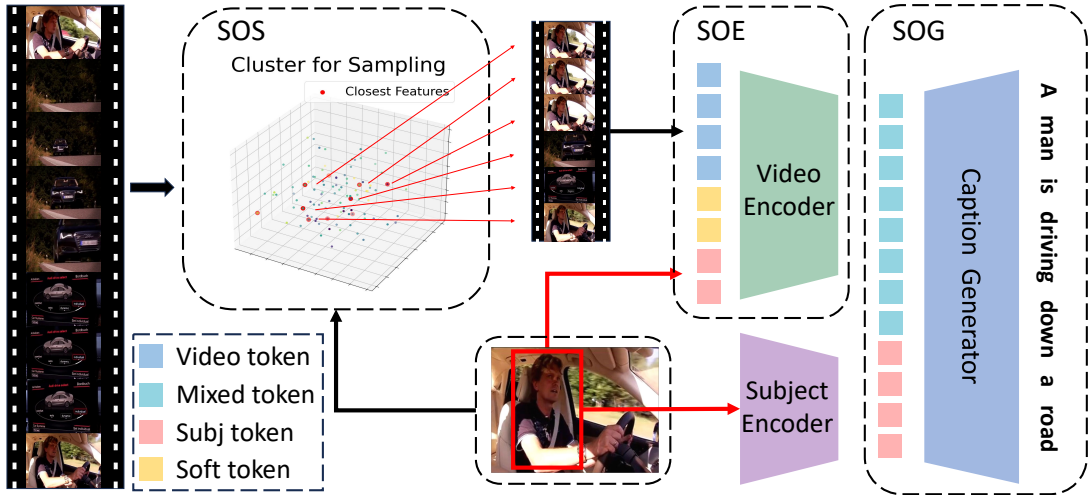 SOS
Cluster for Sampling
Closest Features
SOE
Video
Encoder
SOG
Caption Generator
A man is driving down a road
Video token
Mixed token
Subj token
Soft token
Subject
Encoder